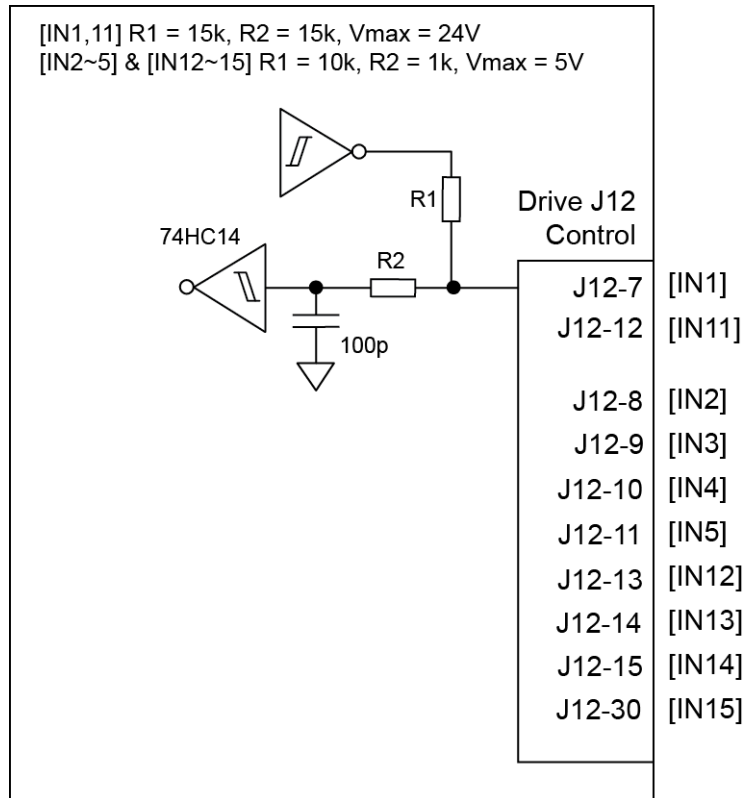 [IN1,11] R1 = 15k, R2 = 15k, Vmax = 24V
[IN2~5] & [IN12~15] R1 = 10k, R2 = 1k, Vmax = 5V
R1
Drive J12
Control
74HC14
R2
100p
J12-7 [IN1]
J12-12 [IN11]
J12-8 [IN2]
J12-9 [IN3]
J12-10 [IN4]
J12-11 [IN5]
J12-13 [IN12]
J12-14 [IN13]
J12-15 [IN14]
J12-30 [IN15]